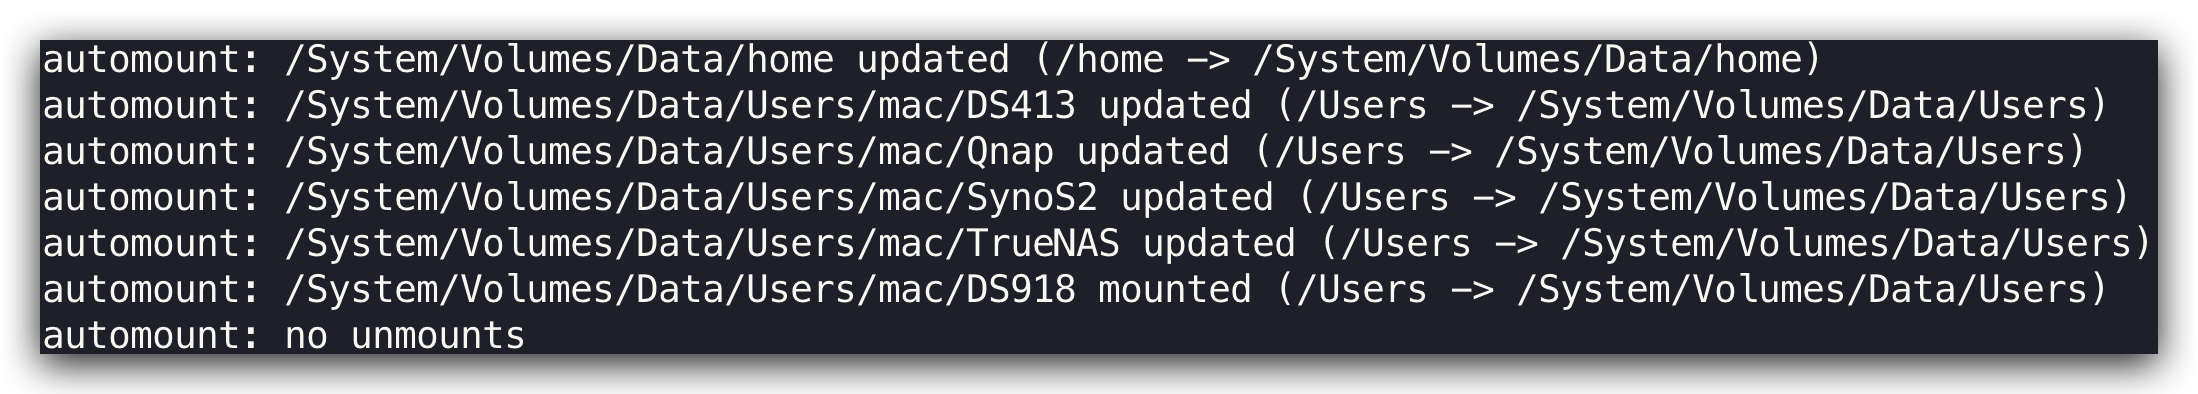 automount: /System/Volumes/Data/home updated (/home -> /System/Volumes/Data/home)
automount: /System/Volumes/Data/Users/mac/DS413 updated (/Users -> /System/Volumes/Data/Users)
automount: /System/Volumes/Data/Users/mac/Qnap updated (/Users -> /System/Volumes/Data/Users)
automount: /System/Volumes/Data/Users/mac/SynoS2 updated (/Users -> /System/Volumes/Data/Users)
automount: /System/Volumes/Data/Users/mac/TrueNAS updated (/Users -> /System/Volumes/Data/Users)
automount: /System/Volumes/Data/Users/mac/DS918 mounted (/Users -> /System/Volumes/Data/Users)
automount: no unmounts